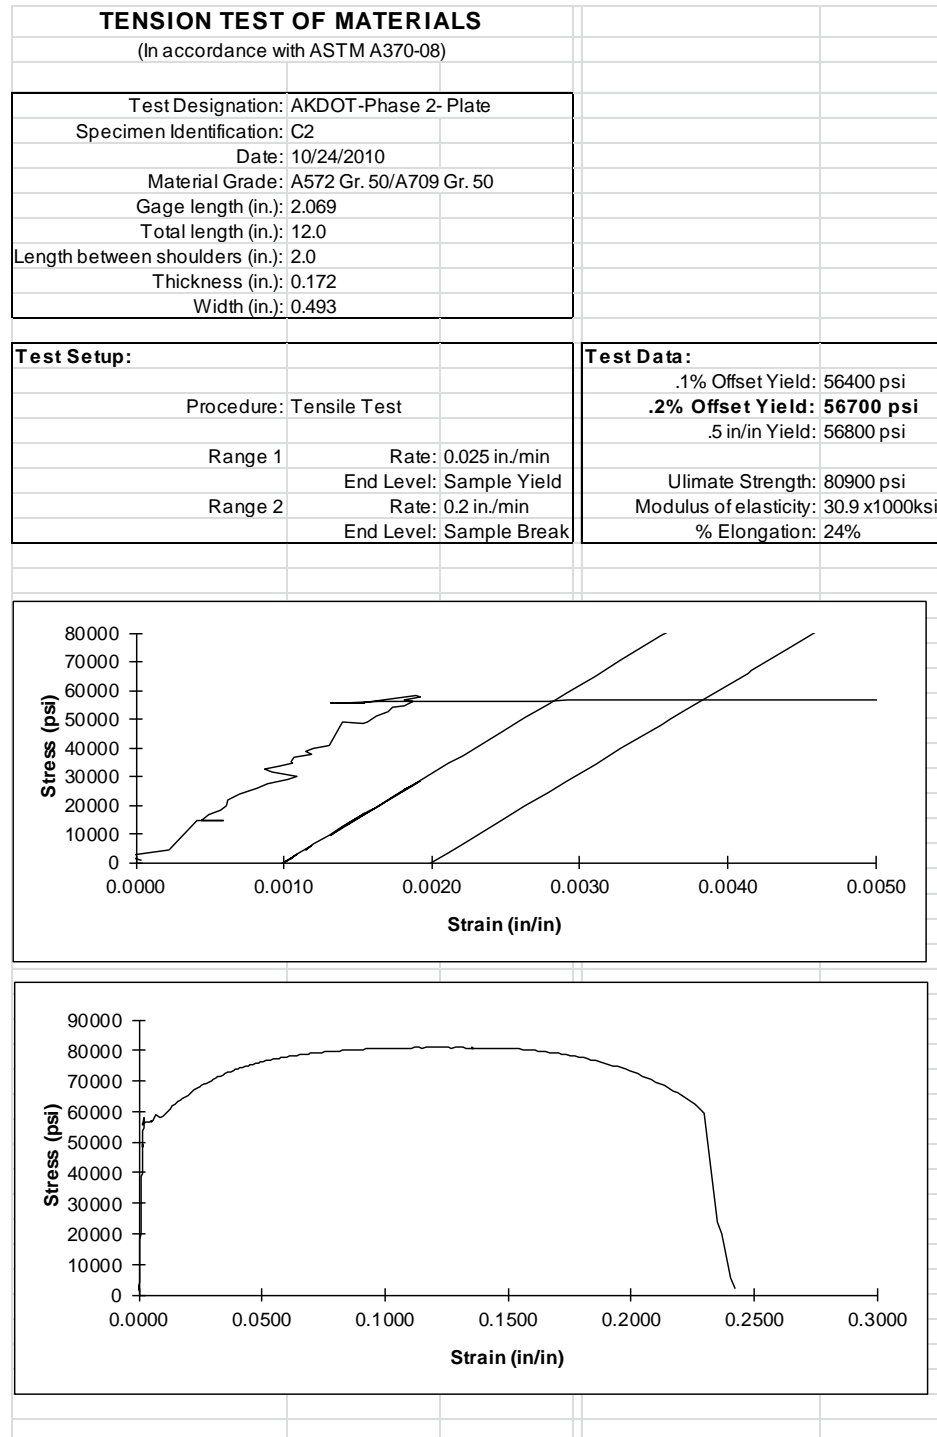 TENSION TEST OF MATERIALS
(In accordance with ASTM A370-08)
Test Designation: AKDOT-Phase 2- Plate
Specimen Identification: C2
Date: 10/24/2010
Material Grade: A572 Gr. 50/A709 Gr. 50
Gage length (in.): 2.069
Total length (in.): 12.0
Length between shoulders (in.): 2.0
Thickness (in.): 0.172
Width (in.): 0.493
Test Setup:
Procedure: Tensile Test
Range 1 Rate: 0.025 in./min
End Level: Sample Yield
Range 2 Rate: 0.2 in./min
End Level: Sample Break
Test Data:
.1% Offset Yield: 56400 psi
.2% Offset Yield: 56700 psi
.5 in/in Yield: 56800 psi
Ulimate Strength: 80900 psi
Modulus of elasticity: 30.9 x1000ksi
% Elongation: 24%
80000
70000
60000
50000
40000
30000
20000
10000
0
Stress (psi)
0.0000 0.0010 0.0020 0.0030 0.0040 0.0050
Strain (in/in)
90000
80000
70000
60000
50000
40000
30000
20000
10000
0
Stress (psi)
0.0000 0.0500 0.1000 0.1500 0.2000 0.2500 0.3000
Strain (in/in)